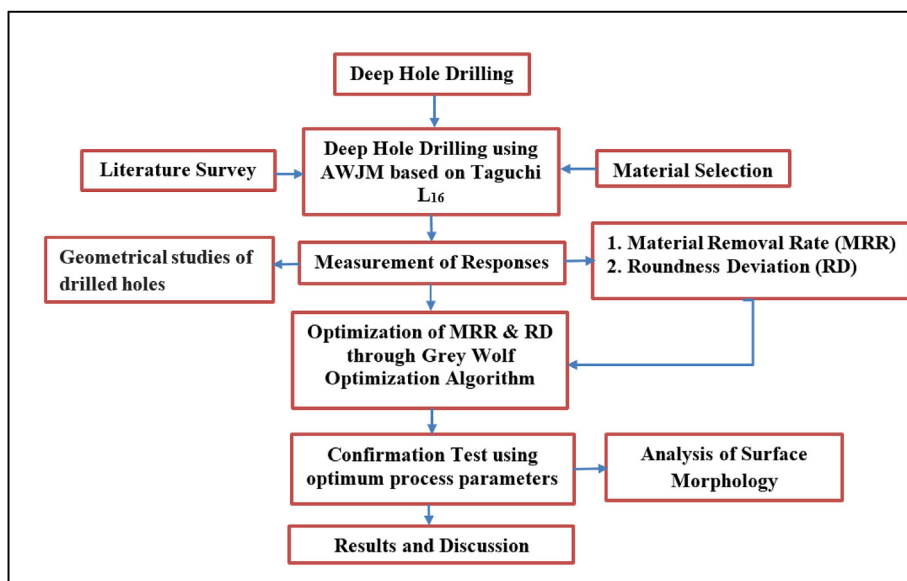 Deep Hole Drilling
Literature Survey
Deep Hole Drilling using
AWJM based on Taguchi
L₁₆
Material Selection
Geometrical studies of
drilled holes
Measurement of Responses
1. Material Removal Rate (MRR)
2. Roundness Deviation (RD)
Optimization of MRR & RD
through Grey Wolf
Optimization Algorithm
Confirmation Test using
optimum process parameters
Analysis of Surface
Morphology
Results and Discussion